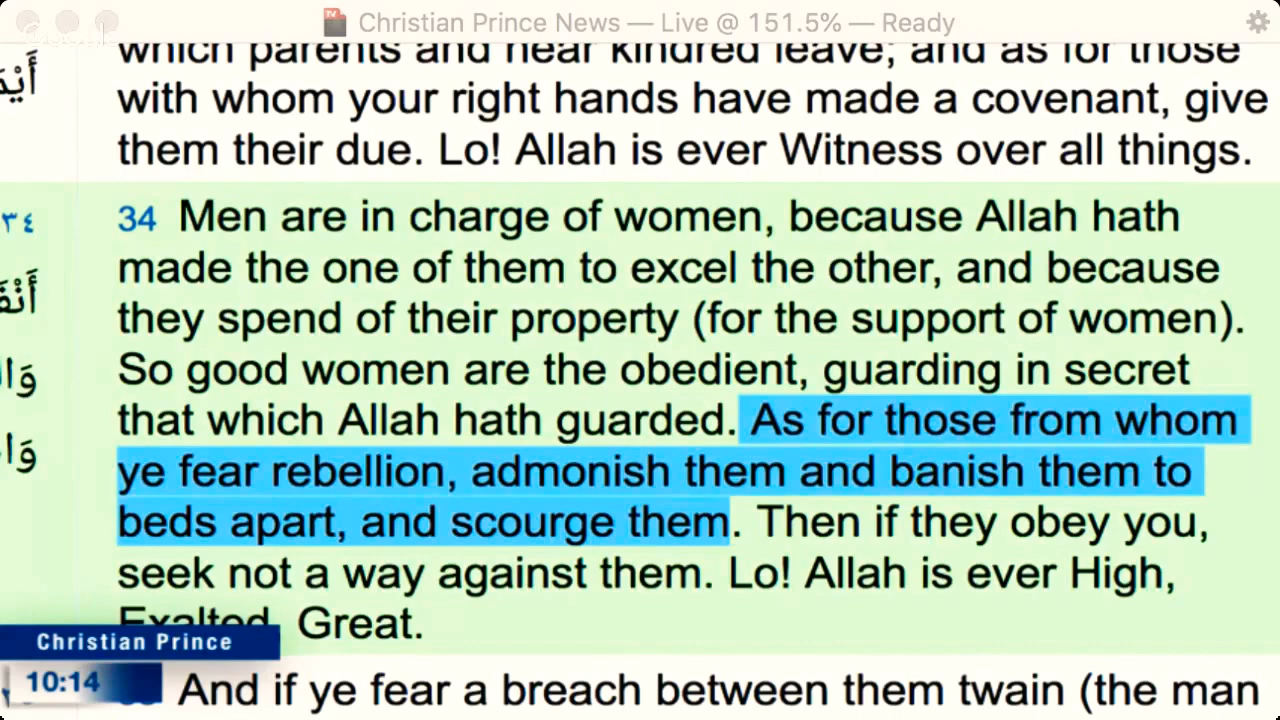 Christian Prince News — Live @ 151.5% — Ready
which parents and near kindred leave; and as for those
أَيْمَ
with whom your right hands have made a covenant, give
them their due. Lo! Allah is ever Witness over all things.
٣٤
34 Men are in charge of women, because Allah hath
made the one of them to excel the other, and because
أَنْفَ
they spend of their property (for the support of women).
So good women are the obedient, guarding in secret
that which Allah hath guarded. As for those from whom
ye fear rebellion, admonish them and banish them to
beds apart, and scourge them. Then if they obey you,
seek not a way against them. Lo! Allah is ever High,
Exalted, Great.
Christian Prince
10:14
And if ye fear a breach between them twain (the man